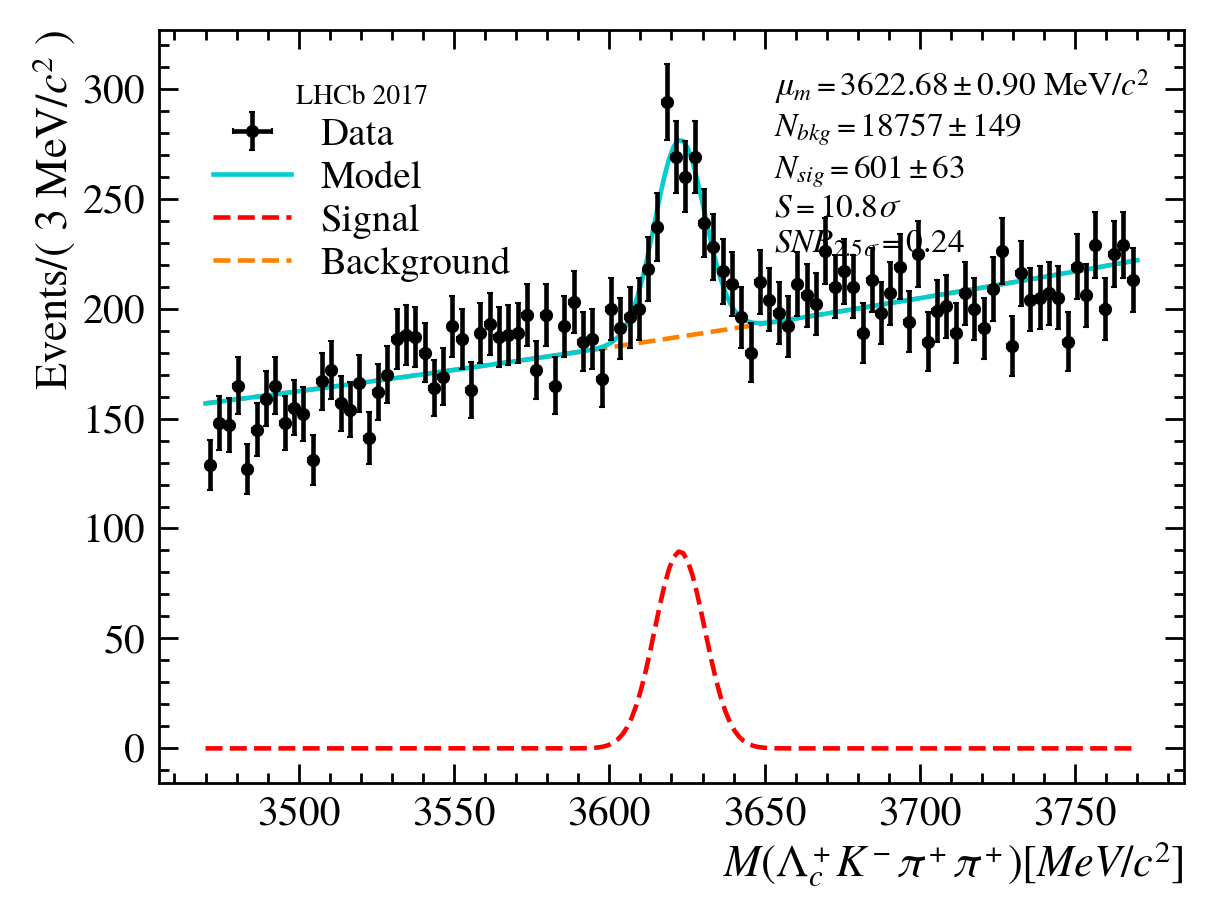 Events/( 3 MeV/c² )
300
250
200
150
100
50
0
LHCb 2017
Data
Model
Signal
Background
μₘ = 3622.68 ± 0.90 MeV/c²
N_bkg = 18757 ± 149
N_sig = 601 ± 63
S = 10.8σ
SNR_2.5σ = 0.24
3500 3550 3600 3650 3700 3750
M(Λ_c⁺K⁻π⁺π⁺)[MeV/c²]